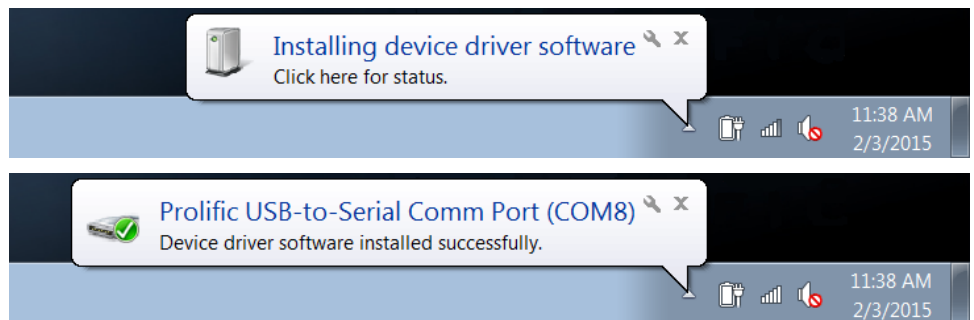 Installing device driver software
Click here for status.
11:38 AM
2/3/2015
Prolific USB-to-Serial Comm Port (COM8)
Device driver software installed successfully.
11:38 AM
2/3/2015